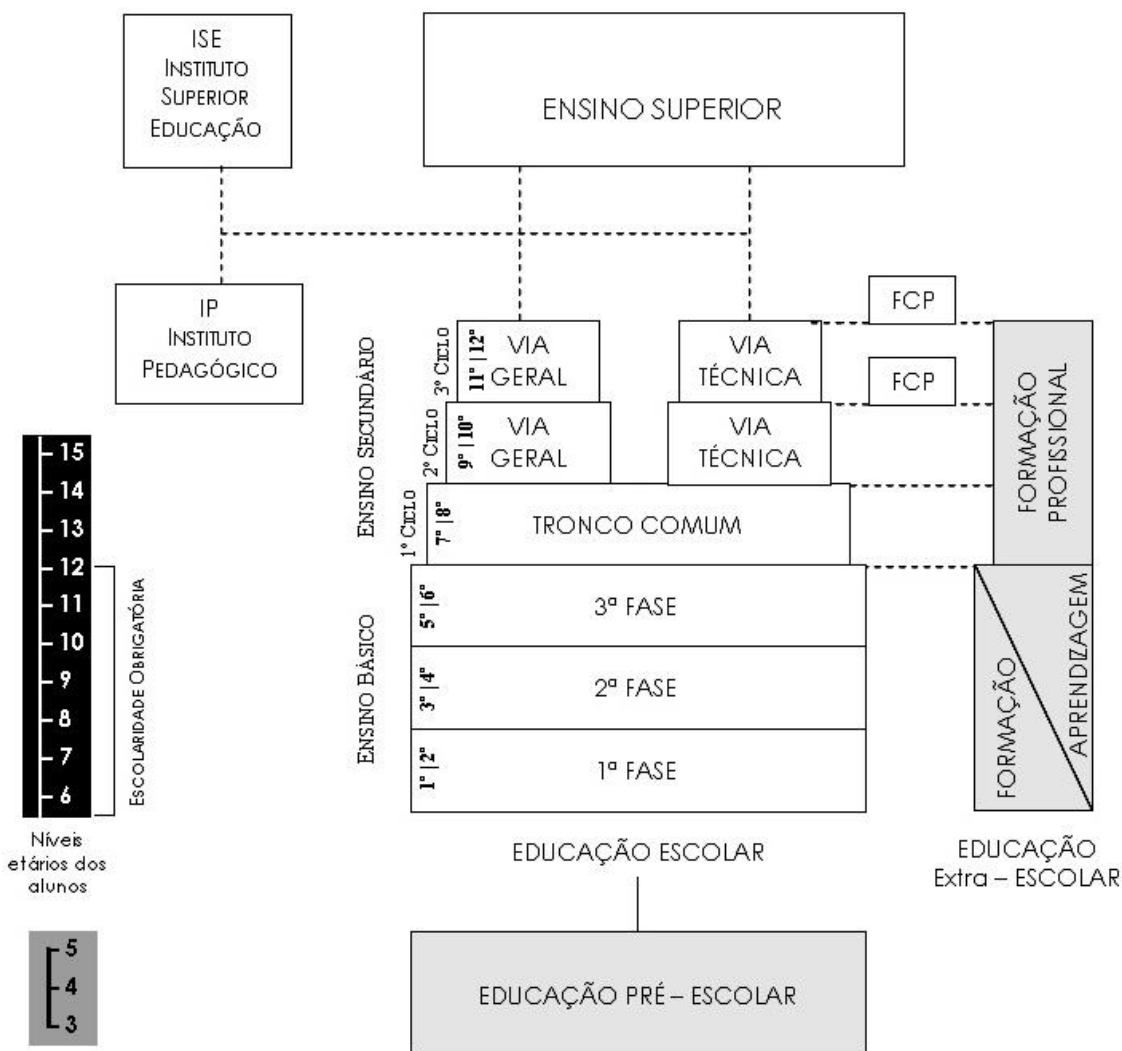 ISE
INSTITUTO
SUPERIOR
EDUCAÇÃO
ENSINO SUPERIOR
IP
INSTITUTO
PEDAGÓGICO
FCP
FCP
ENSINO SECUNDÁRIO
3º CICLO
11º|12º
VIA
GERAL
VIA
TÉCNICA
2º CICLO
9º|10º
VIA
GERAL
VIA
TÉCNICA
1º CICLO
7º|8º
TRONCO COMUM
FORMAÇÃO
PROFISSIONAL
15
14
13
12
11
10
9
8
7
6
ESCOLARIDADE OBRIGATÓRIA
Níveis
etários dos
alunos
ENSINO BÁSICO
5º|6º
3ª FASE
3º|4º
2ª FASE
1º|2º
1ª FASE
FORMAÇÃO
APRENDIZAGEM
EDUCAÇÃO ESCOLAR
EDUCAÇÃO
Extra – ESCOLAR
5
4
3
EDUCAÇÃO PRÉ – ESCOLAR